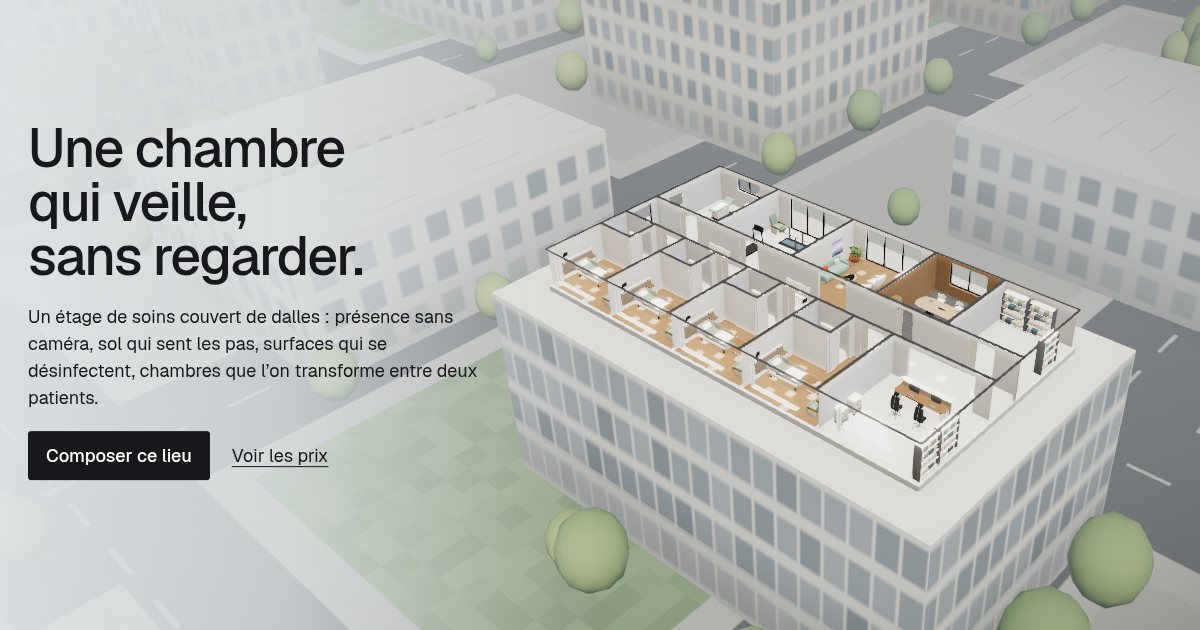 Une chambre
qui veille,
sans regarder.
Un étage de soins couvert de dalles : présence sans
caméra, sol qui sent les pas, surfaces qui se
désinfectent, chambres que l’on transforme entre deux
patients.
Composer ce lieu
Voir les prix